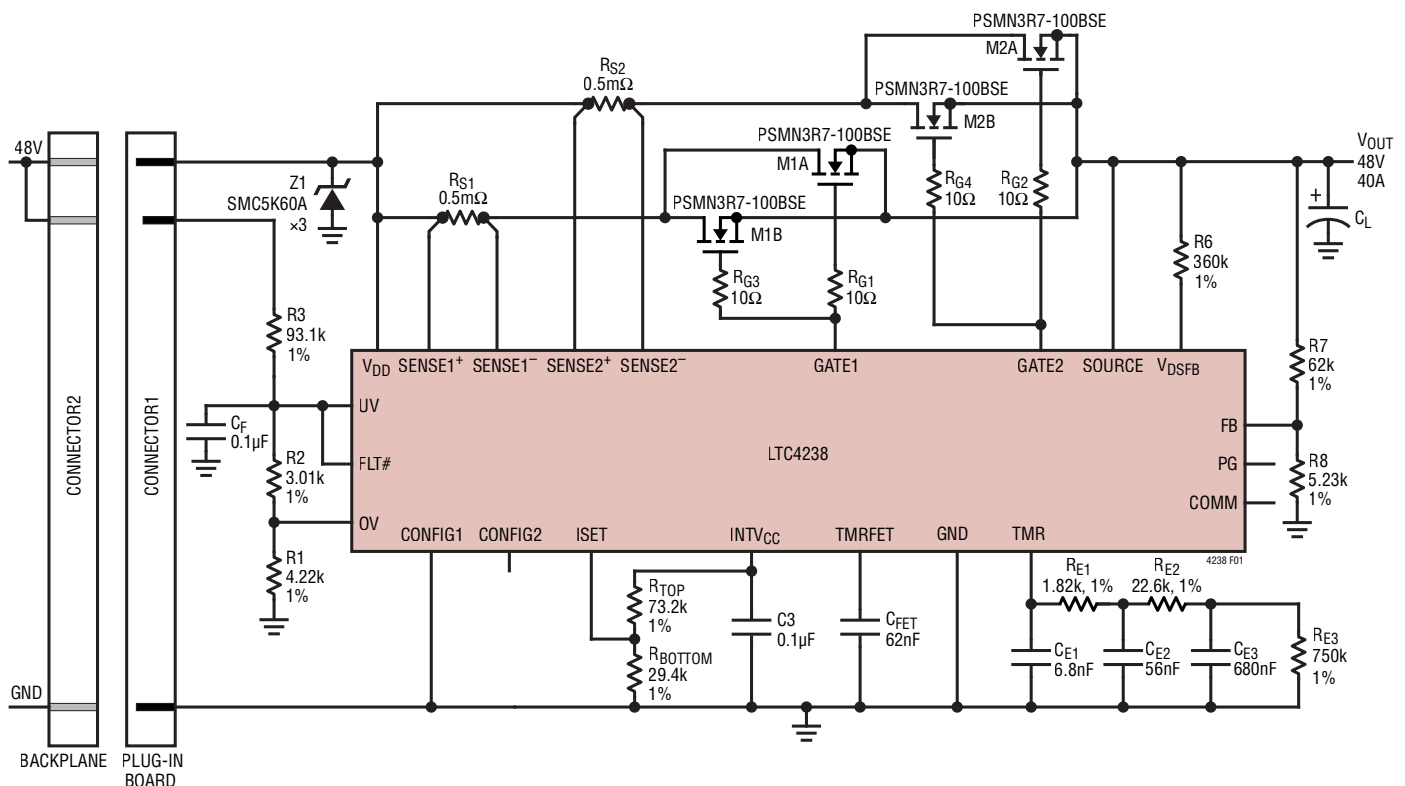 PSMN3R7-100BSE
M2A
RS2
0.5mΩ
PSMN3R7-100BSE
M2B
PSMN3R7-100BSE
M1A
48V
VOUT
48V
40A
Z1
SMC5K60A
×3
RS1
0.5mΩ
RG4
10Ω
RG2
10Ω
PSMN3R7-100BSE
M1B
+
CL
R6
360k
1%
RG3
10Ω
RG1
10Ω
R3
93.1k
1%
R7
62k
1%
VDD SENSE1+ SENSE1− SENSE2+ SENSE2− GATE1 GATE2 SOURCE VDSFB
UV
CF
0.1µF
FB
CONNECTOR2
CONNECTOR1
LTC4238
R2
3.01k
1%
FLT#
PG
R8
5.23k
1%
COMM
OV
CONFIG1 CONFIG2 ISET INTVCC TMRFET GND TMR
4238 F01
R1
4.22k
1%
RE1
1.82k, 1%
RE2
22.6k, 1%
RTOP
73.2k
1%
C3
0.1µF
CFET
62nF
RBOTTOM
29.4k
1%
CE1
6.8nF
CE2
56nF
CE3
680nF
RE3
750k
1%
GND
BACKPLANE
PLUG-IN
BOARD